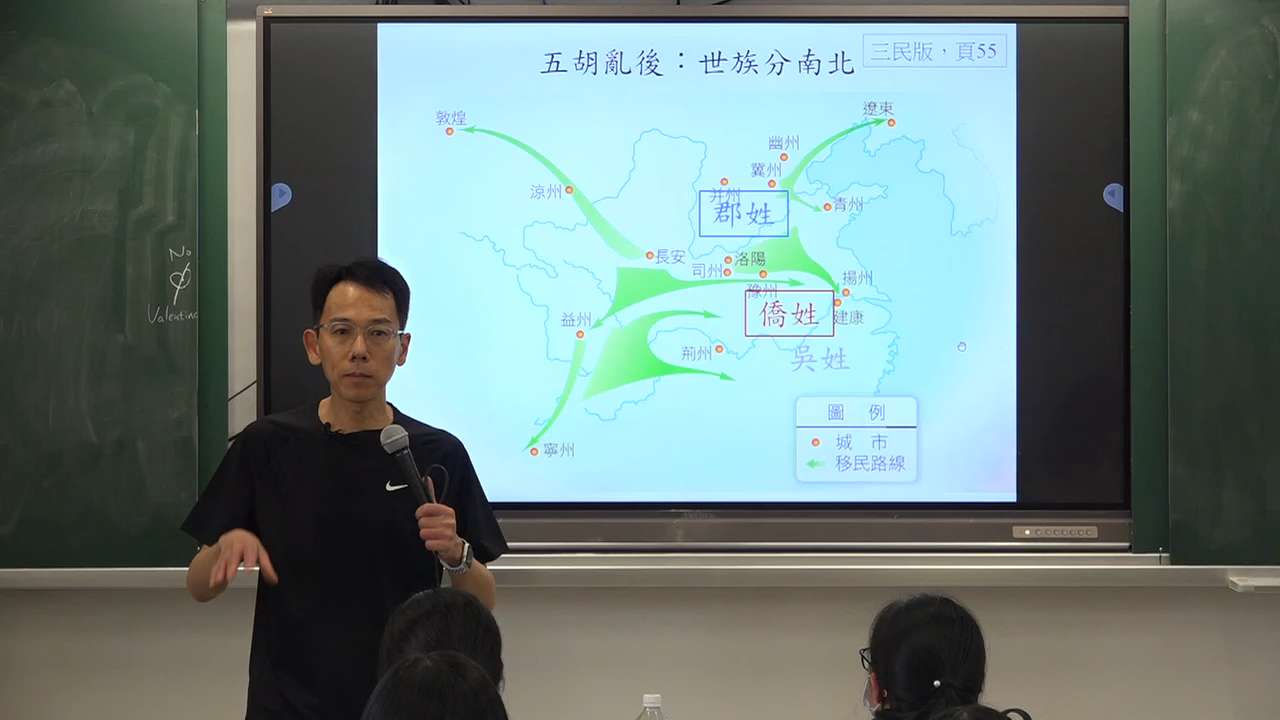 五胡亂後：世族分南北
三民版，頁55
敦煌
遼東
幽州
冀州
涼州
并州
青州
郡姓
長安
洛陽
司州
揚州
豫州
僑姓
建康
益州
荊州
吳姓
寧州
圖 例
城 市
移民路線
No
Valentine